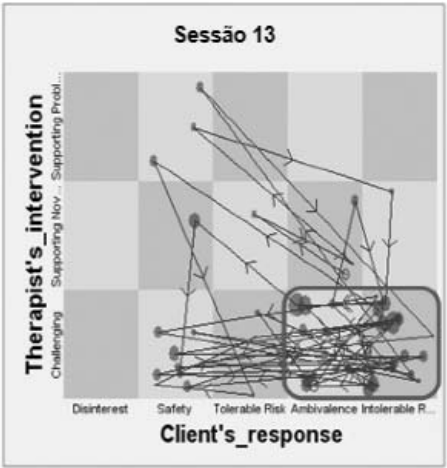 Sessão 13
Therapist's_intervention
Supporting Probl...
Supporting Nov ...
Challenging
Disinterest
Safety
Tolerable Risk
Ambivalence
Intolerable R...
Client's_response